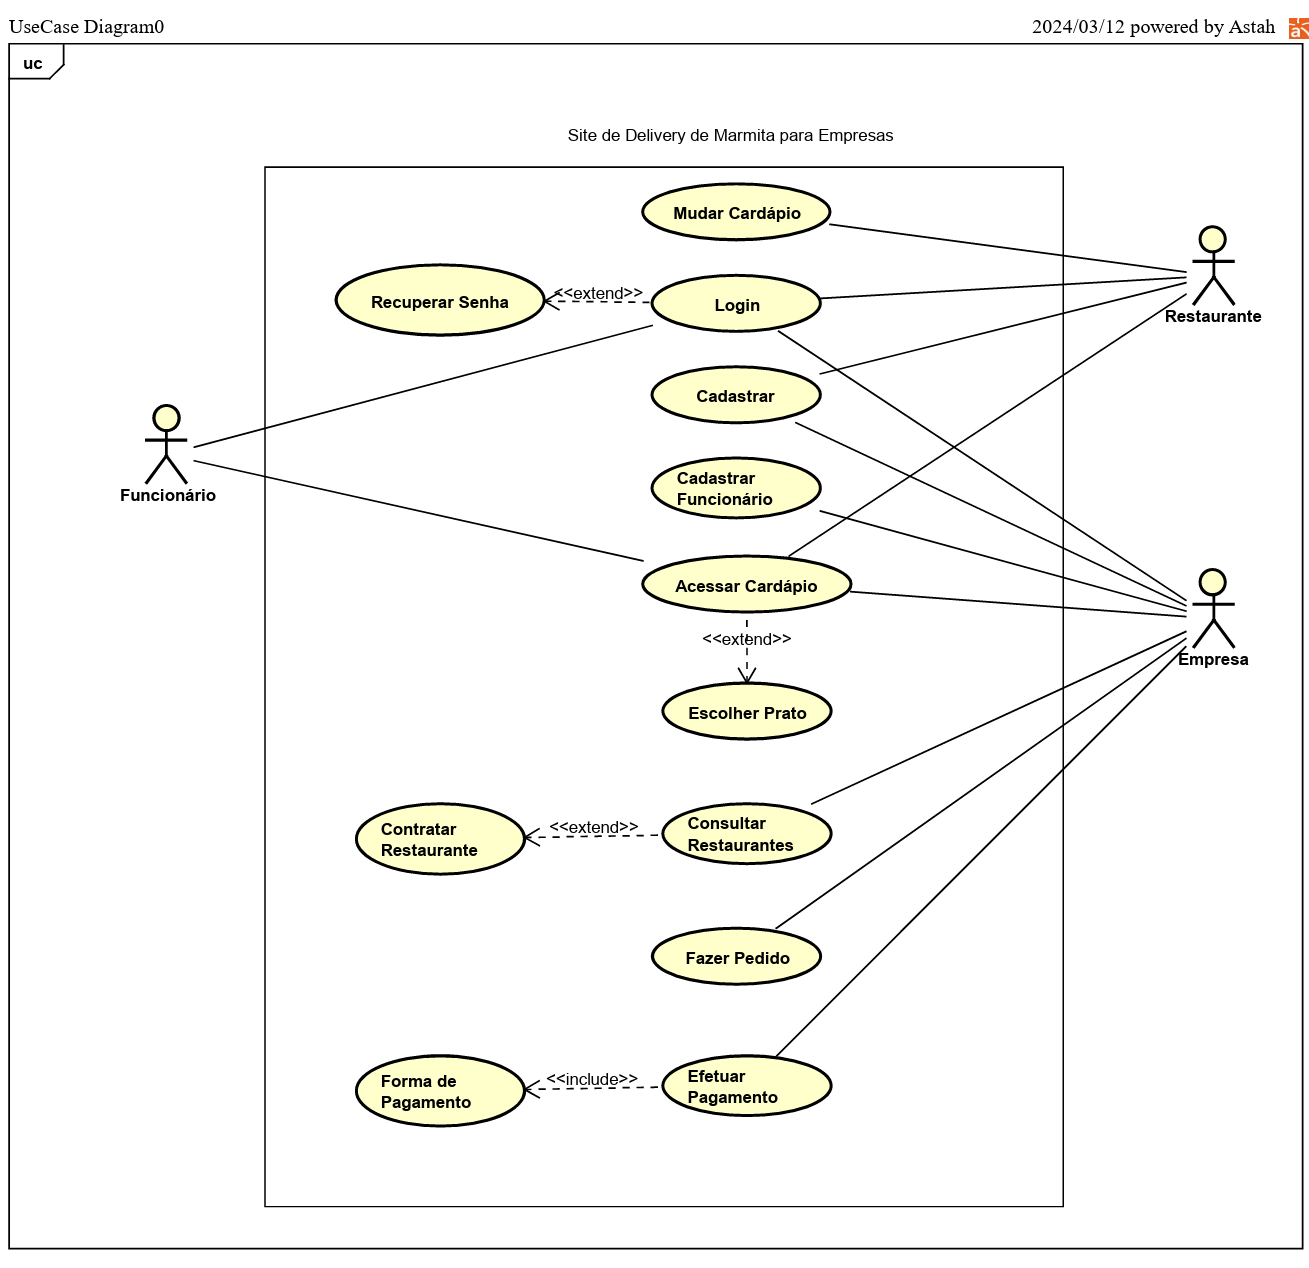 UseCase Diagram0
2024/03/12 powered by Astah
uc
Site de Delivery de Marmita para Empresas
Mudar Cardápio
Recuperar Senha
<<extend>>
Login
Restaurante
Cadastrar
Funcionário
Cadastrar
Funcionário
Acessar Cardápio
<<extend>>
Empresa
Escolher Prato
Contratar
Restaurante
<<extend>>
Consultar
Restaurantes
Fazer Pedido
Forma de
Pagamento
<<include>>
Efetuar
Pagamento